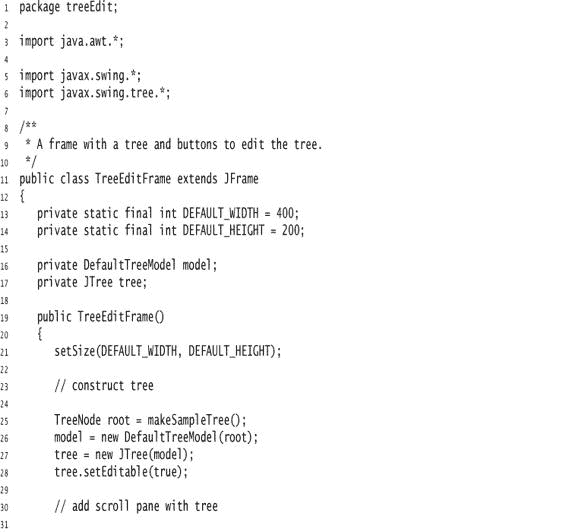 1 package treeEdit;
2
3 import java.awt.*;
4
5 import javax.swing.*;
6 import javax.swing.tree.*;
7
8 /**
9  * A frame with a tree and buttons to edit the tree.
10  */
11 public class TreeEditFrame extends JFrame
12 {
13    private static final int DEFAULT_WIDTH = 400;
14    private static final int DEFAULT_HEIGHT = 200;
15
16    private DefaultTreeModel model;
17    private JTree tree;
18
19    public TreeEditFrame()
20    {
21       setSize(DEFAULT_WIDTH, DEFAULT_HEIGHT);
22
23       // construct tree
24
25       TreeNode root = makeSampleTree();
26       model = new DefaultTreeModel(root);
27       tree = new JTree(model);
28       tree.setEditable(true);
29
30       // add scroll pane with tree
31